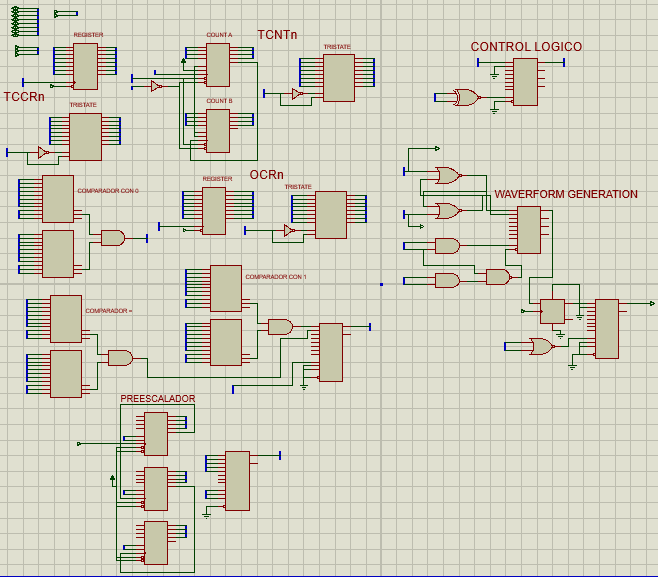 REGISTER
COUNT A
TCNTn
TRISTATE
CONTROL LOGICO
TCCRn
TRISTATE
COUNT B
OCRn
REGISTER
TRISTATE
COMPARADOR CON 0
WAVEFORM GENERATION
COMPARADOR CON 1
COMPARADOR =
PREESCALADOR